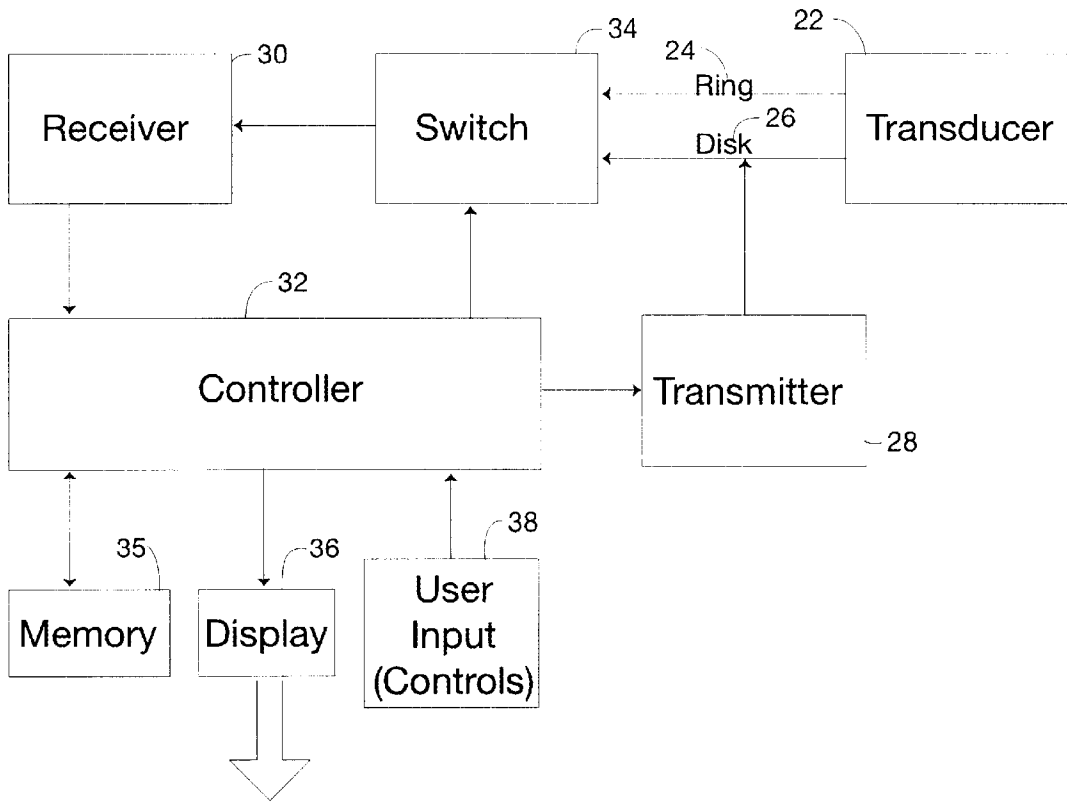 30
34
24
22
Receiver
Switch
Ring
26
Disk
Transducer
32
Controller
Transmitter
28
35
36
38
Memory
Display
User
Input
(Controls)